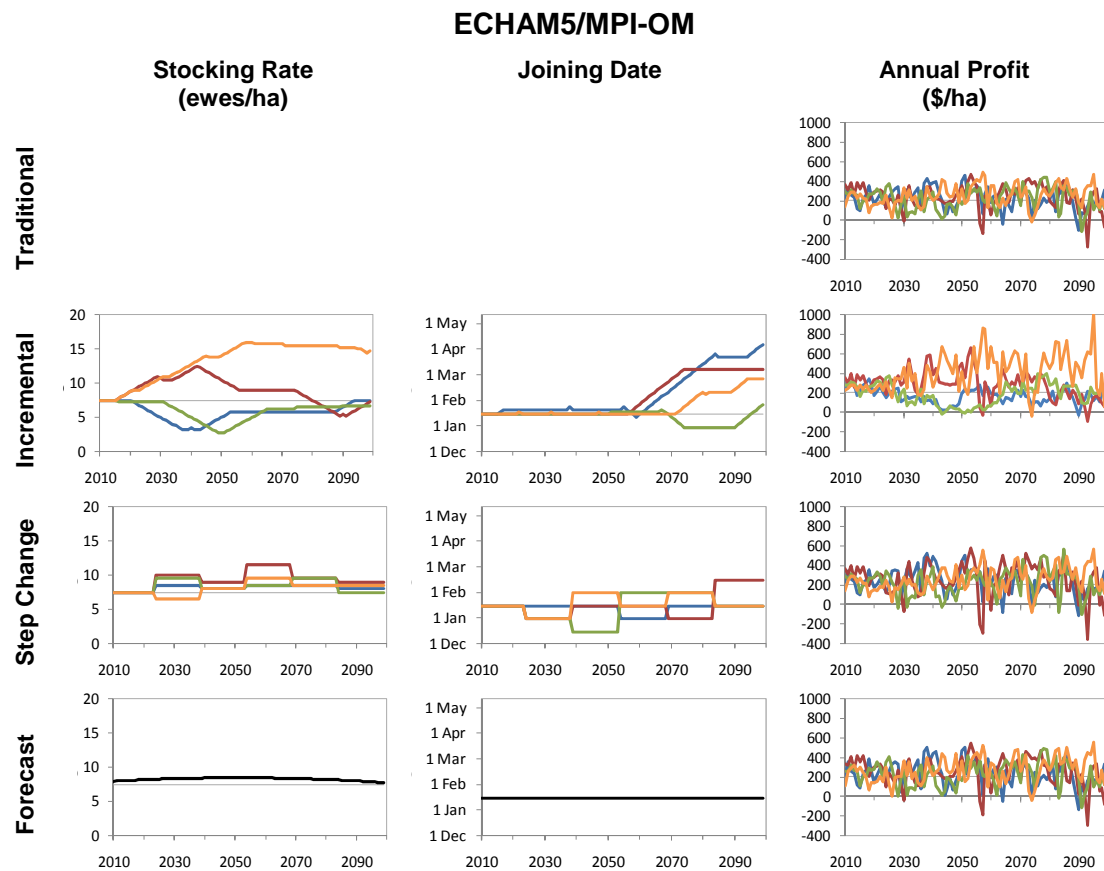 ECHAM5/MPI-OM
Stocking Rate
(ewes/ha)
Joining Date
Annual Profit
($/ha)
Traditional
1000
800
600
400
200
0
-200
-400
2010 2030 2050 2070 2090
Incremental
20
15
10
5
0
2010 2030 2050 2070 2090
1 May
1 Apr
1 Mar
1 Feb
1 Jan
1 Dec
2010 2030 2050 2070 2090
1000
800
600
400
200
0
-200
-400
2010 2030 2050 2070 2090
Step Change
20
15
10
5
0
2010 2030 2050 2070 2090
1 May
1 Apr
1 Mar
1 Feb
1 Jan
1 Dec
2010 2030 2050 2070 2090
1000
800
600
400
200
0
-200
-400
2010 2030 2050 2070 2090
Forecast
20
15
10
5
0
2010 2030 2050 2070 2090
1 May
1 Apr
1 Mar
1 Feb
1 Jan
1 Dec
2010 2030 2050 2070 2090
1000
800
600
400
200
0
-200
-400
2010 2030 2050 2070 2090